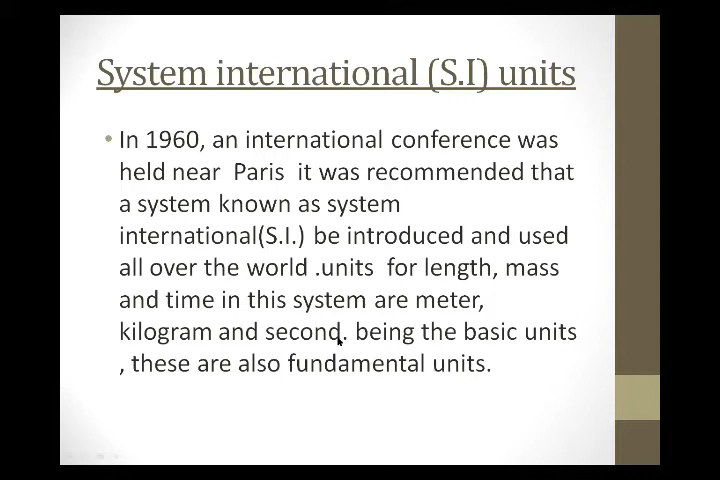 System international (S.I) units
• In 1960, an international conference was
held near Paris it was recommended that
a system known as system
international(S.I.) be introduced and used
all over the world .units for length, mass
and time in this system are meter,
kilogram and second. being the basic units
, these are also fundamental units.